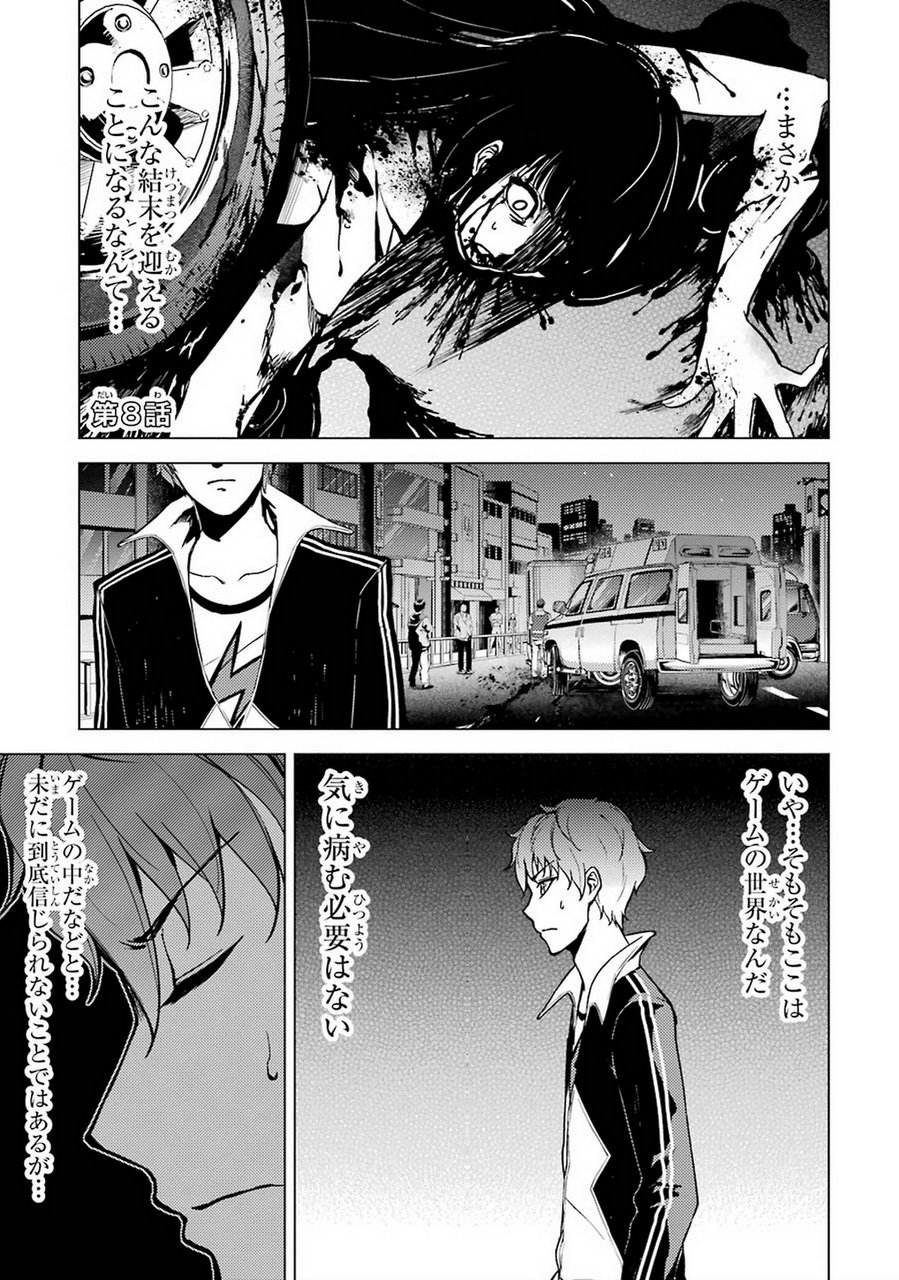 …まさか
こんな結末を迎える
ことになるなんて…
第8話
いや…そもそもここは
ゲームの世界なんだ
気に病む必要はない
ゲームの中だなどと…
未だに到底信じられないことではあるが…